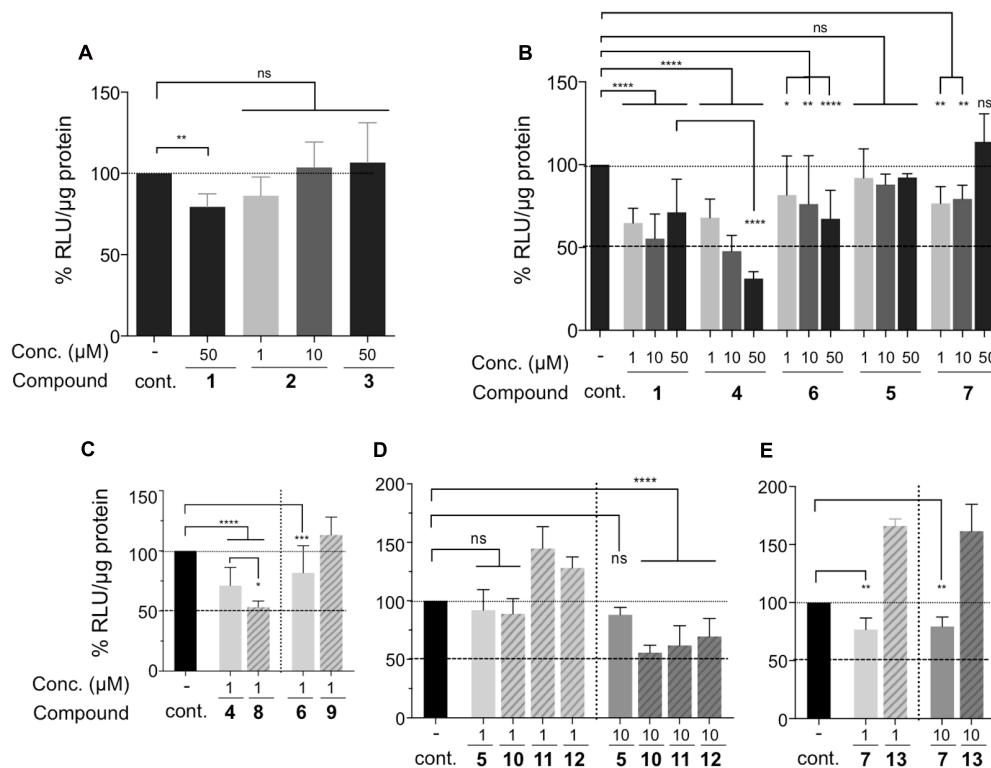 A
ns
**
% RLU/µg protein
150
100
50
0
- 50 1 10 50
Conc. (µM)
Compound
cont. 1 2 3
B
ns
****
****
* ** **** ** ** ns
****
% RLU/µg protein
150
100
50
0
- 1 10 50 1 10 50 1 10 50 1 10 50 1 10 50
Conc. (µM)
Compound
cont. 1 4 6 5 7
C
****
***
*
% RLU/µg protein
150
100
50
0
- 1 1 1 1
Conc. (µM)
Compound
cont. 4 8 6 9
D
****
ns
ns
200
150
100
50
0
- 1 1 1 1 10 10 10 10
cont. 5 10 11 12 5 10 11 12
E
** **
200
150
100
50
0
- 1 1 10 10
cont. 7 13 7 13